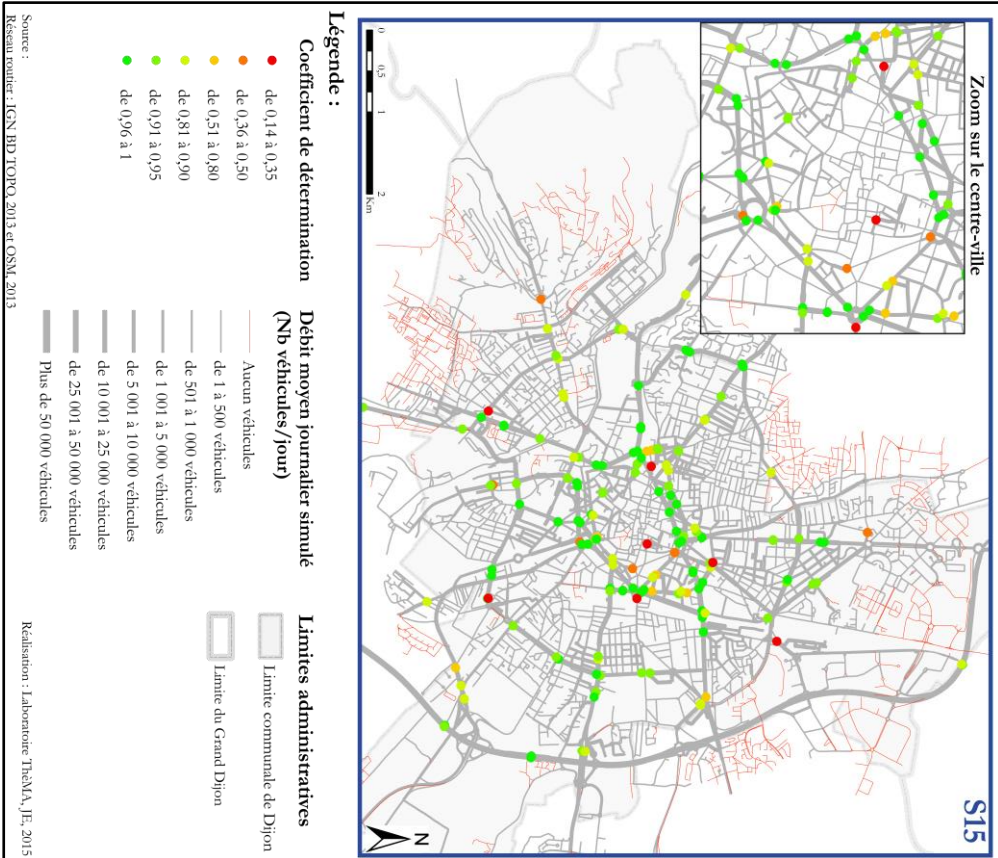 S15
Zoom sur le centre-ville
0 0,5 1 2
Km
N
Légende :
Coefficient de détermination
de 0,14 à 0,35
de 0,36 à 0,50
de 0,51 à 0,80
de 0,81 à 0,90
de 0,91 à 0,95
de 0,96 à 1
Débit moyen journalier simulé
(Nb véhicules/jour)
Aucun véhicules
de 1 à 500 véhicules
de 501 à 1 000 véhicules
de 1 001 à 5 000 véhicules
de 5 001 à 10 000 véhicules
de 10 001 à 25 000 véhicules
de 25 001 à 50 000 véhicules
Plus de 50 000 véhicules
Limites administratives
Limite communale de Dijon
Limite du Grand Dijon
Source :
Réseau routier : IGN BD TOPO, 2013 et OSM, 2013
Réalisation : Laboratoire ThéMA, JE, 2015